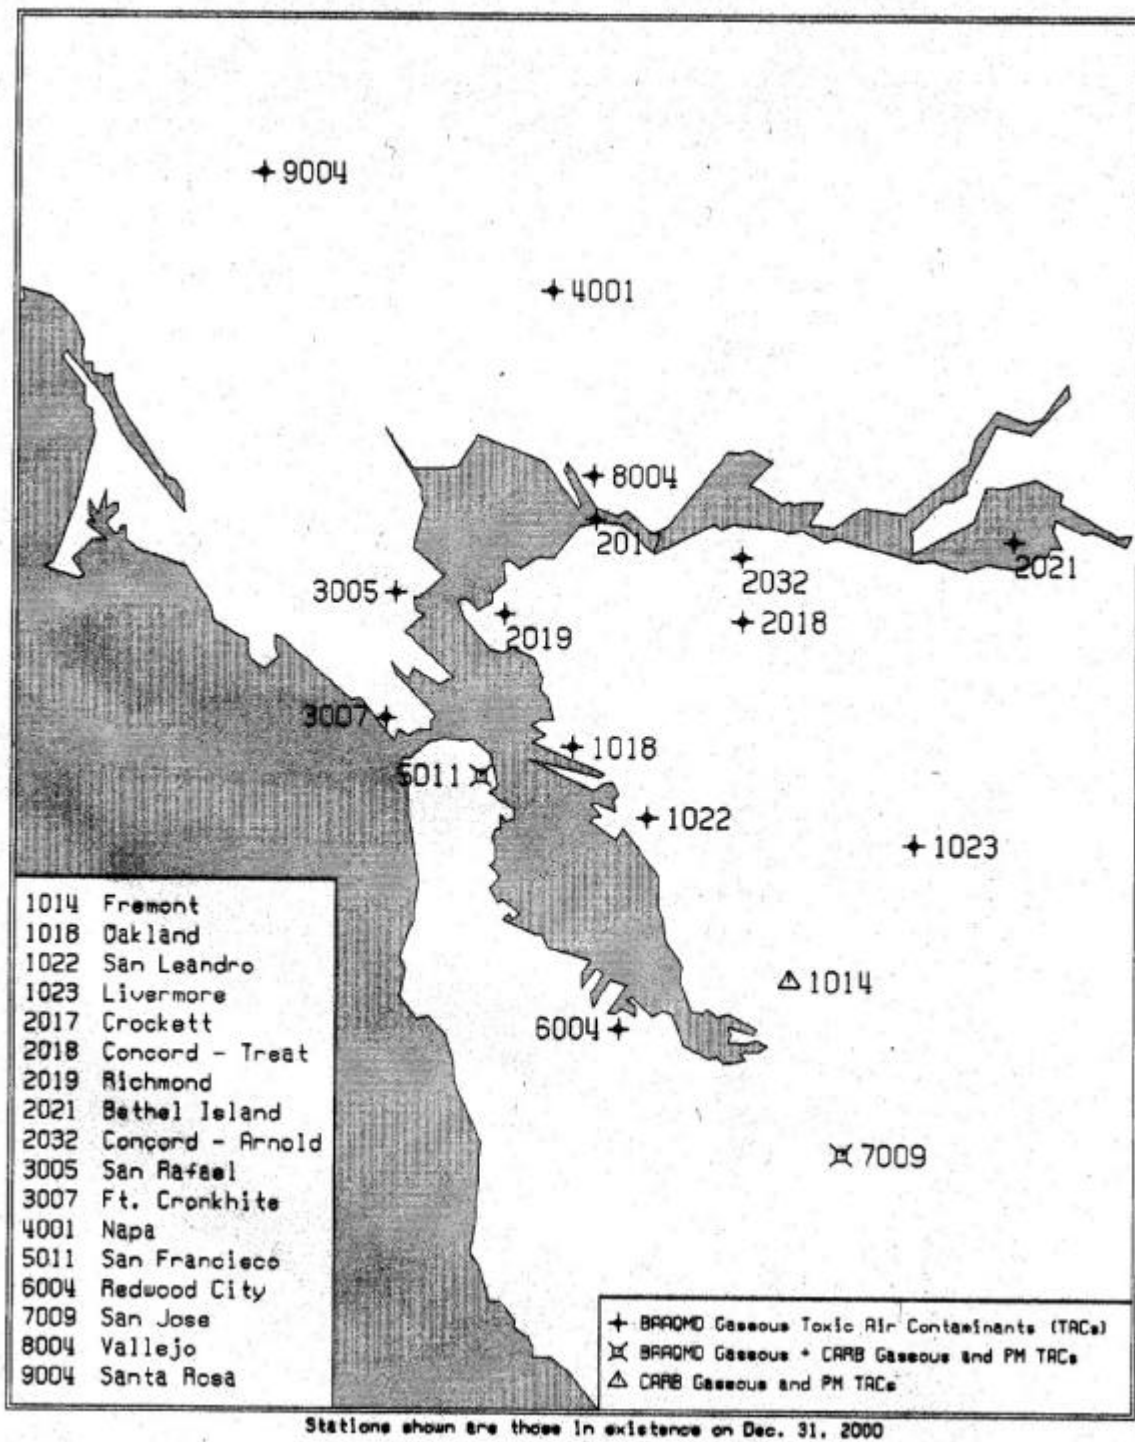 9004
4001
8004
201
2021
2032
3005
2019
2018
3007
1018
5011
1022
1023
1014 Fremont
1018 Oakland
1022 San Leandro
1023 Livermore
2017 Crockett
2018 Concord - Treat
2019 Richmond
2021 Bethel Island
2032 Concord - Arnold
3005 San Rafael
3007 Ft. Cronkhite
4001 Napa
5011 San Francisco
6004 Redwood City
7009 San Jose
8004 Vallejo
9004 Santa Rosa
1014
6004
7009
BAAQMD Gaseous Toxic Air Contaminants (TACs)
BAAQMD Gaseous + CARB Gaseous and PM TACs
CARB Gaseous and PM TACs
Stations shown are those in existence on Dec. 31, 2000